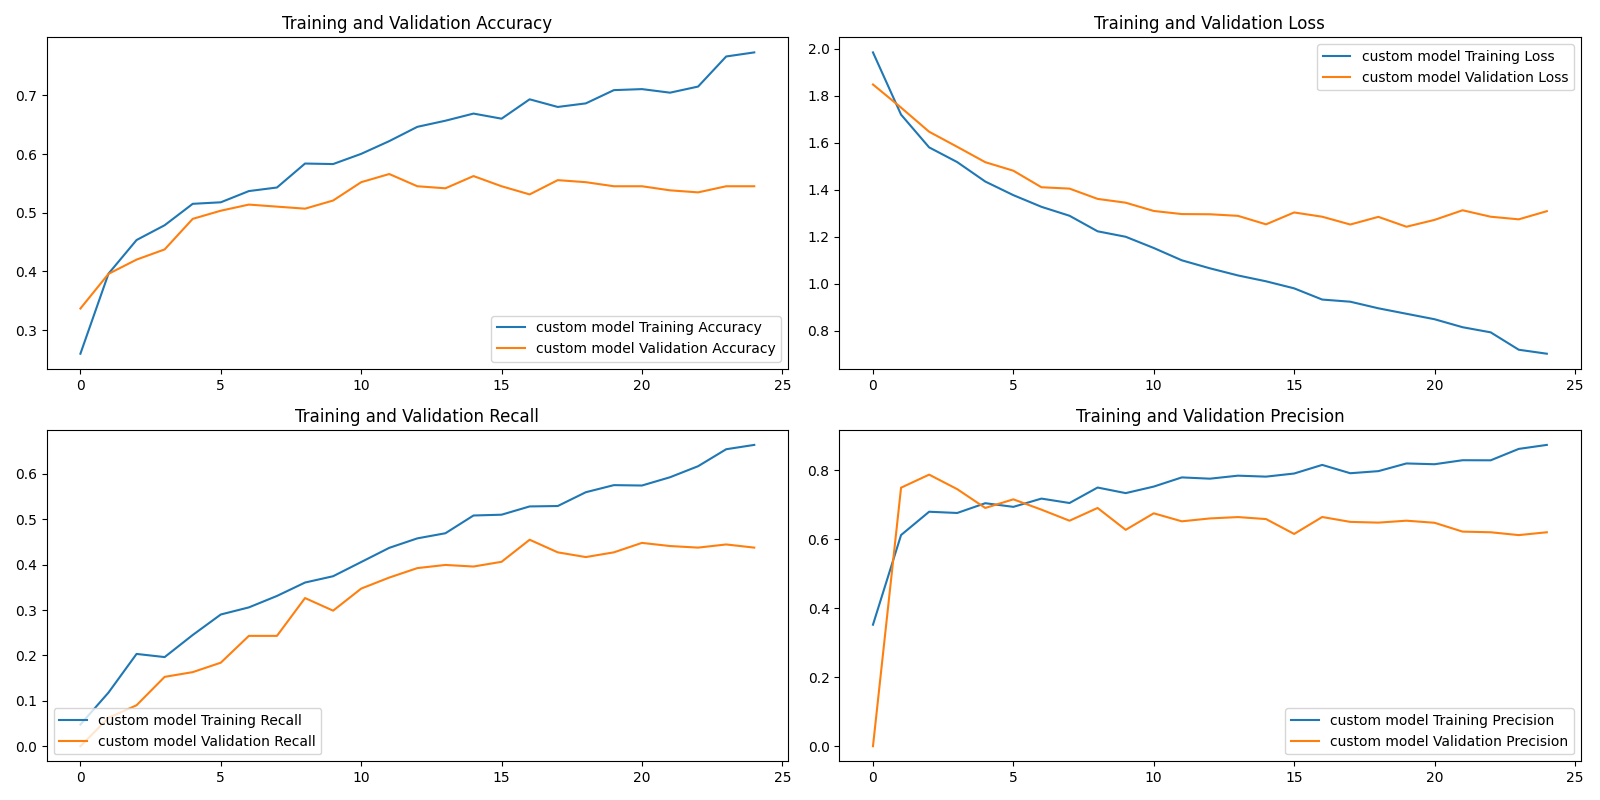 Training and Validation Accuracy
0.7
0.6
0.5
0.4
0.3
custom model Training Accuracy
custom model Validation Accuracy
0 5 10 15 20 25
Training and Validation Loss
2.0
1.8
1.6
1.4
1.2
1.0
0.8
custom model Training Loss
custom model Validation Loss
0 5 10 15 20 25
Training and Validation Recall
0.6
0.5
0.4
0.3
0.2
0.1
0.0
custom model Training Recall
custom model Validation Recall
0 5 10 15 20 25
Training and Validation Precision
0.8
0.6
0.4
0.2
0.0
custom model Training Precision
custom model Validation Precision
0 5 10 15 20 25